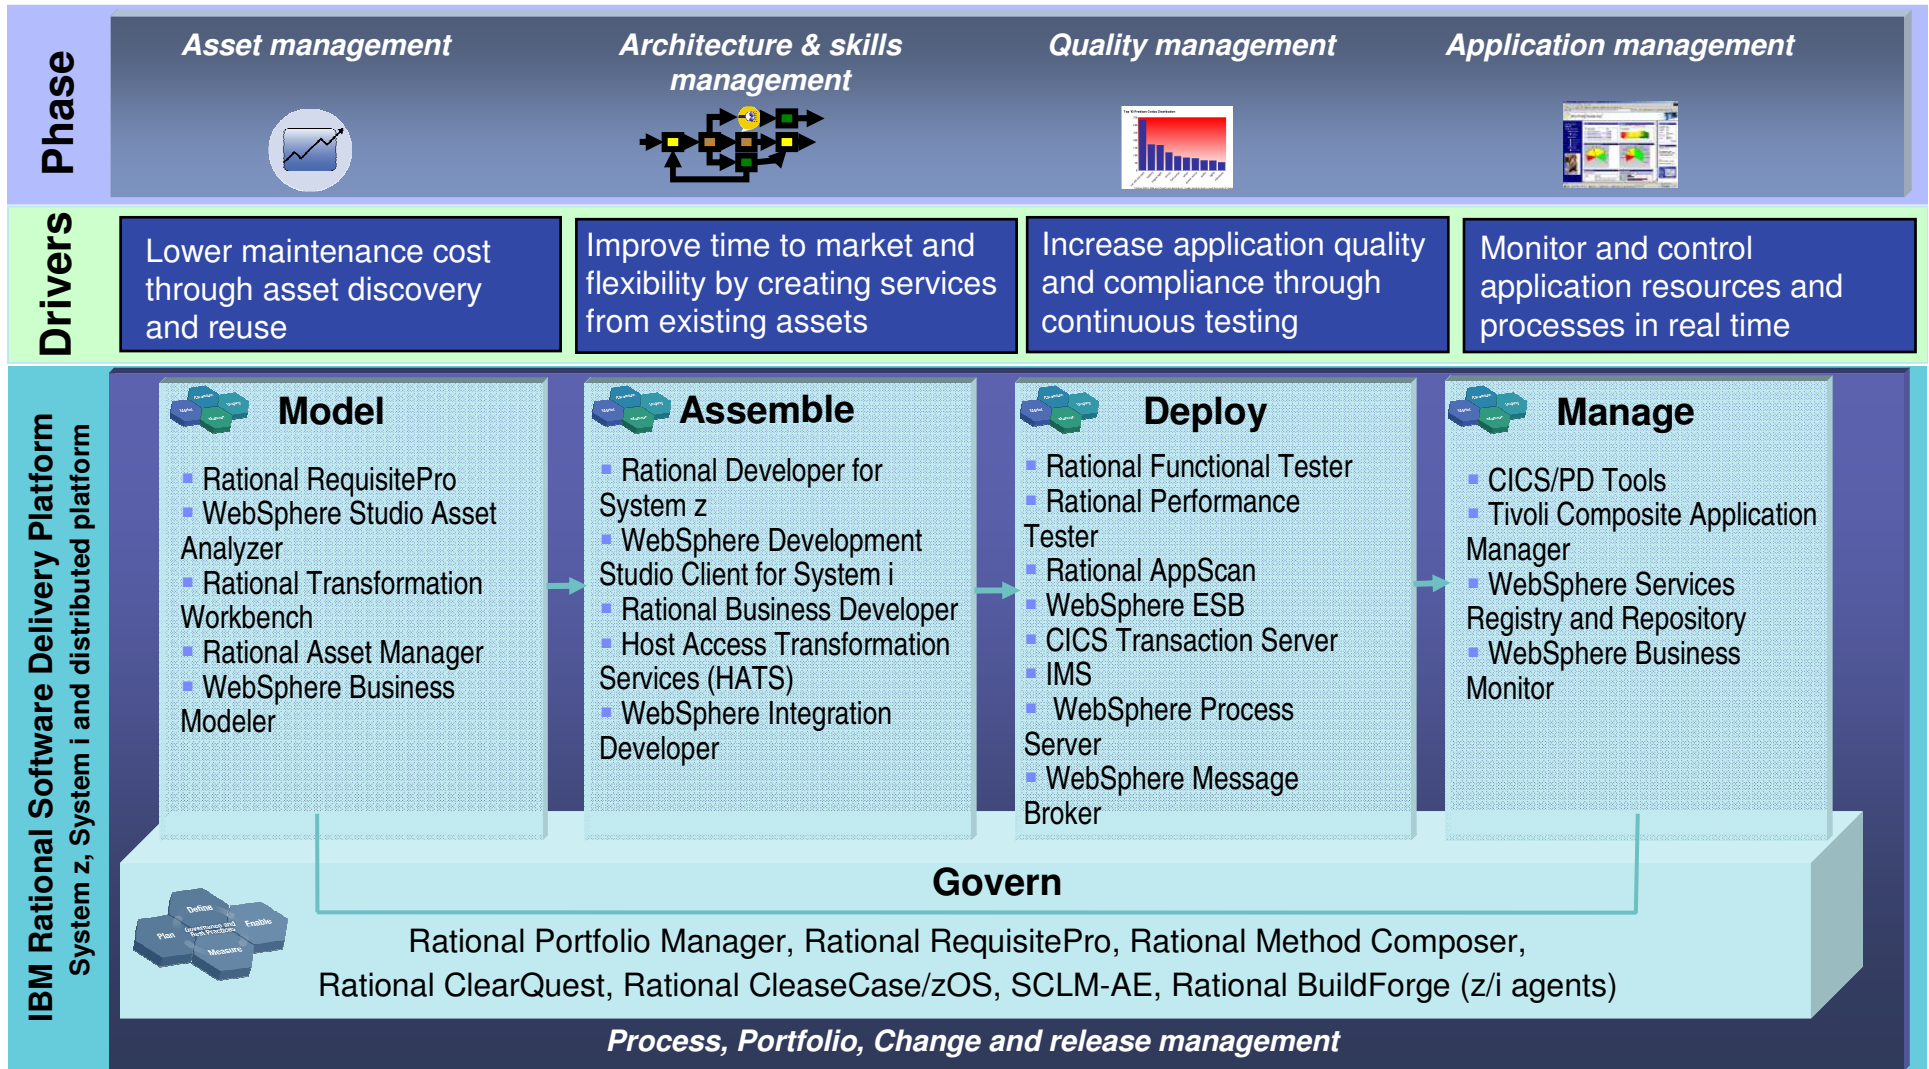 Phase
Asset management
Architecture & skills
management
Quality management
Application management
Drivers
Lower maintenance cost
through asset discovery
and reuse
Improve time to market and
flexibility by creating services
from existing assets
Increase application quality
and compliance through
continuous testing
Monitor and control
application resources and
processes in real time
IBM Rational Software Delivery Platform
System z, System i and distributed platform
Model
▪ Rational RequisitePro
▪ WebSphere Studio Asset
Analyzer
▪ Rational Transformation
Workbench
▪ Rational Asset Manager
▪ WebSphere Business
Modeler
Assemble
▪ Rational Developer for
System z
▪ WebSphere Development
Studio Client for System i
▪ Rational Business Developer
▪ Host Access Transformation
Services (HATS)
▪ WebSphere Integration
Developer
Deploy
▪ Rational Functional Tester
▪ Rational Performance
Tester
▪ Rational AppScan
▪ WebSphere ESB
▪ CICS Transaction Server
▪ IMS
▪ WebSphere Process
Server
▪ WebSphere Message
Broker
Manage
▪ CICS/PD Tools
▪ Tivoli Composite Application
Manager
▪ WebSphere Services
Registry and Repository
▪ WebSphere Business
Monitor
Govern
Define
Plan
Governance and
Best Practices
Enable
Measure
Rational Portfolio Manager, Rational RequisitePro, Rational Method Composer,
Rational ClearQuest, Rational CleaseCase/zOS, SCLM-AE, Rational BuildForge (z/i agents)
Process, Portfolio, Change and release management